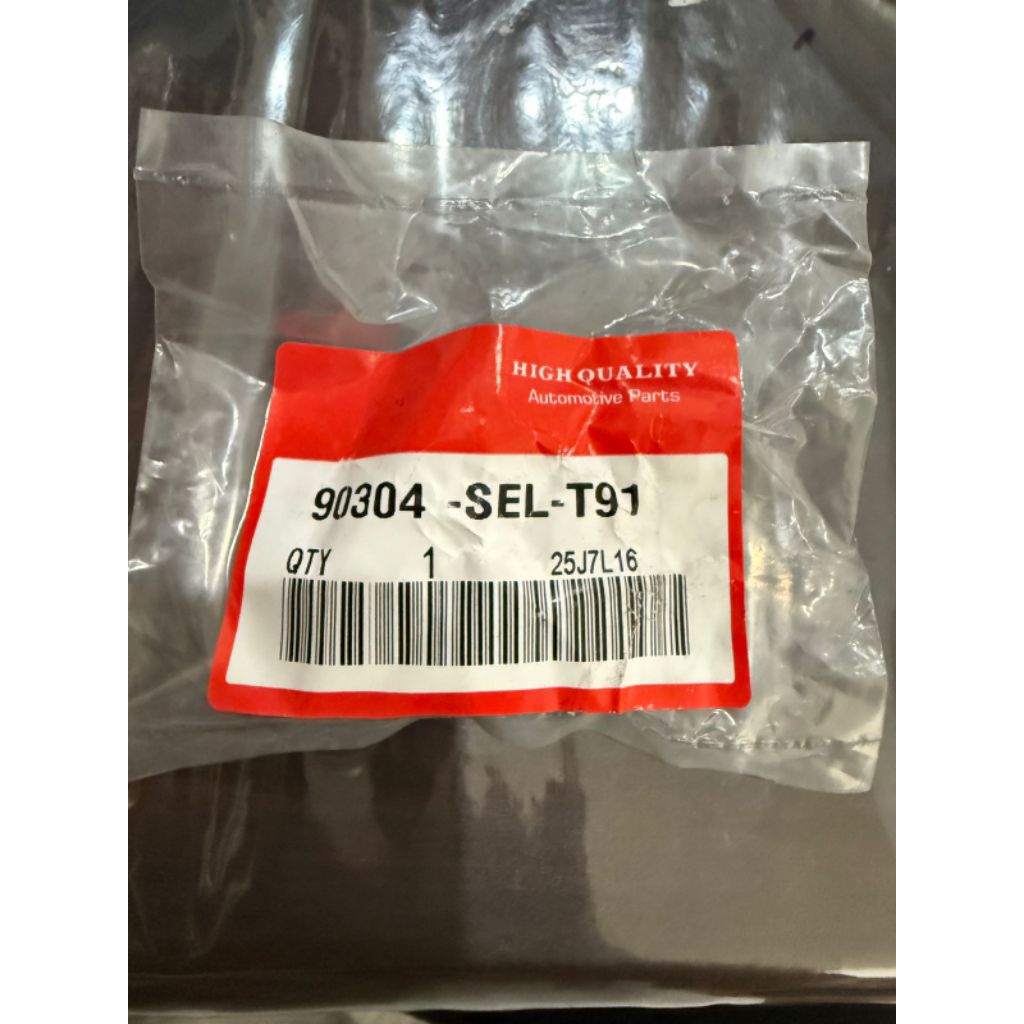 HIGH QUALITY
Automotive Parts
90304 -SEL-T91
QTY 1 25J7L16